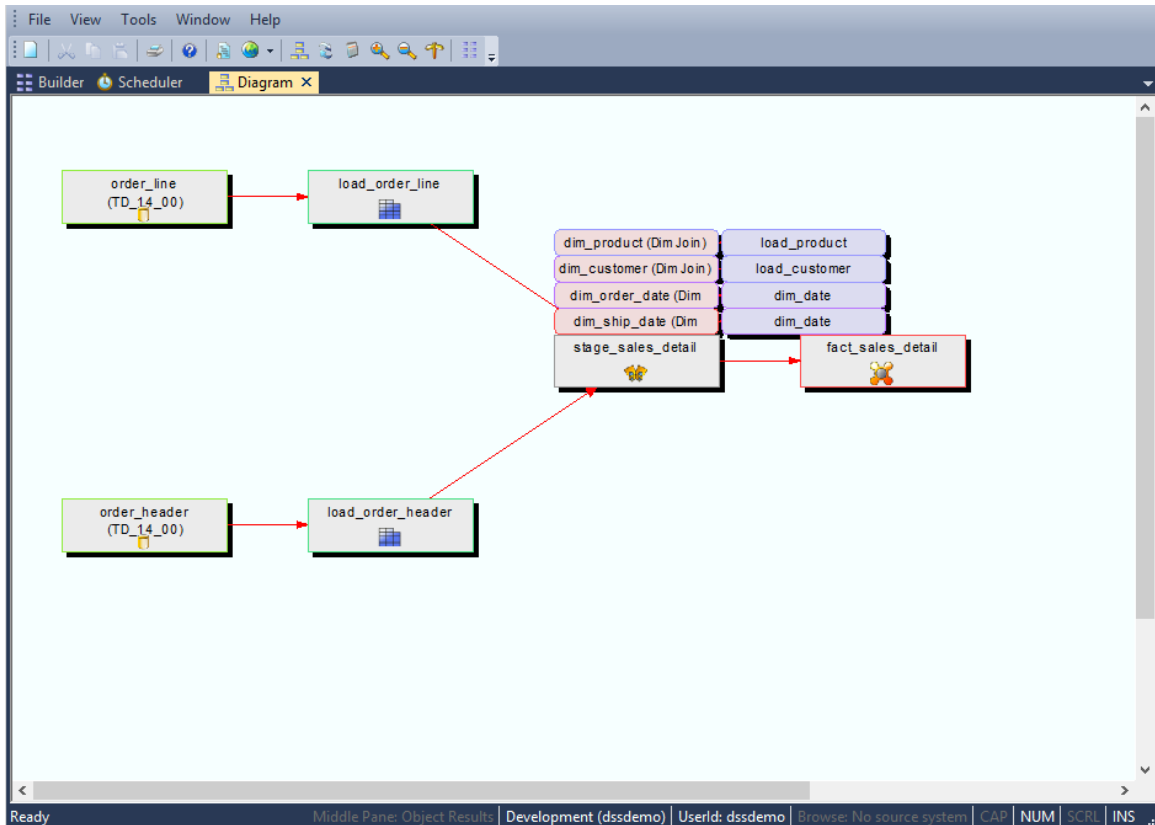 File View Tools Window Help
Builder Scheduler Diagram
order_line
(TD_14_00)
load_order_line
dim_product (Dim Join) load_product
dim_customer (Dim Join) load_customer
dim_order_date (Dim dim_date
dim_ship_date (Dim dim_date
stage_sales_detail fact_sales_detail
order_header
(TD_14_00)
load_order_header
Ready Middle Pane: Object Results Development (dssdemo) UserId: dssdemo Browse: No source system CAP NUM SCRL INS